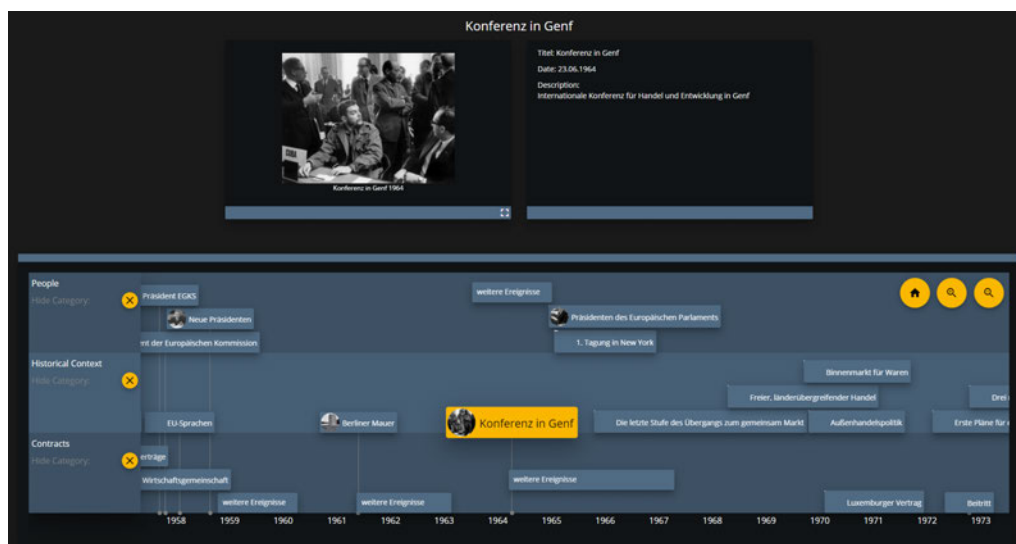 Konferenz in Genf
CUBA
Konferenz in Genf 1964
Titel: Konferenz in Genf
Date: 23.06.1964
Description:
Internationale Konferenz für Handel und Entwicklung in Genf
People
Hide Category:
Präsident EGKS
Neue Präsidenten
nt der Europäischen Kommission
weitere Ereignisse
Präsidenten des Europäischen Parlaments
1. Tagung in New York
Historical Context
Hide Category:
EU-Sprachen
Berliner Mauer
Konferenz in Genf
Binnenmarkt für Waren
Freier, länderübergreifender Handel
Drei
Die letzte Stufe des Übergangs zum gemeinsam Markt
Außenhandelspolitik
Erste Pläne für
Contracts
Hide Category:
erträge
Wirtschaftsgemeinschaft
weitere Ereignisse
weitere Ereignisse
weitere Ereignisse
Luxemburger Vertrag
Beitritt
1958 1959 1960 1961 1962 1963 1964 1965 1966 1967 1968 1969 1970 1971 1972 1973